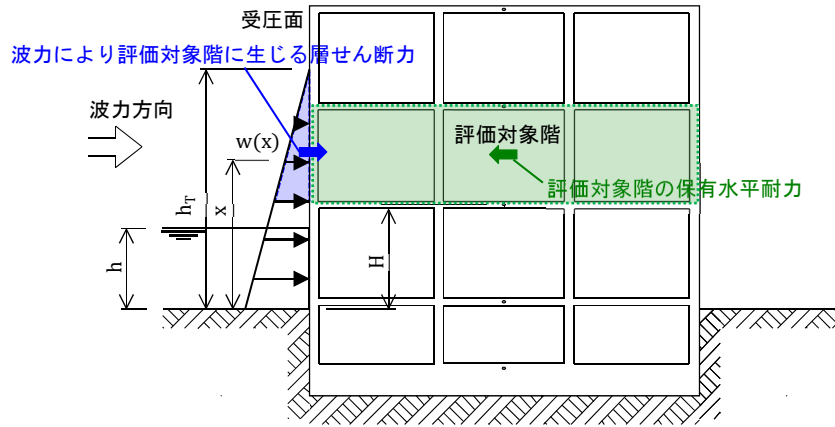 受圧面
波力により評価対象階に生じる層せん断力
波力方向
w(x)
評価対象階
評価対象階の保有水平耐力
hT
x
h
H